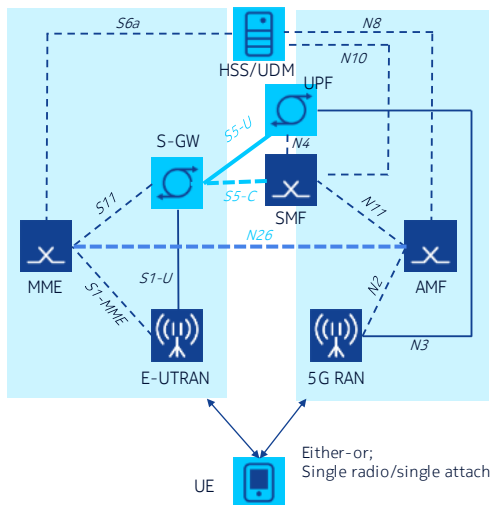 S6a
N8
HSS/UDM
N10
UPF
S5-U
S-GW
N4
S11
S5-C
SMF
N11
N26
MME
AMF
S1-U
S1-MME
N2
N3
E-UTRAN
5G RAN
Either-or;
Single radio/single attach
UE